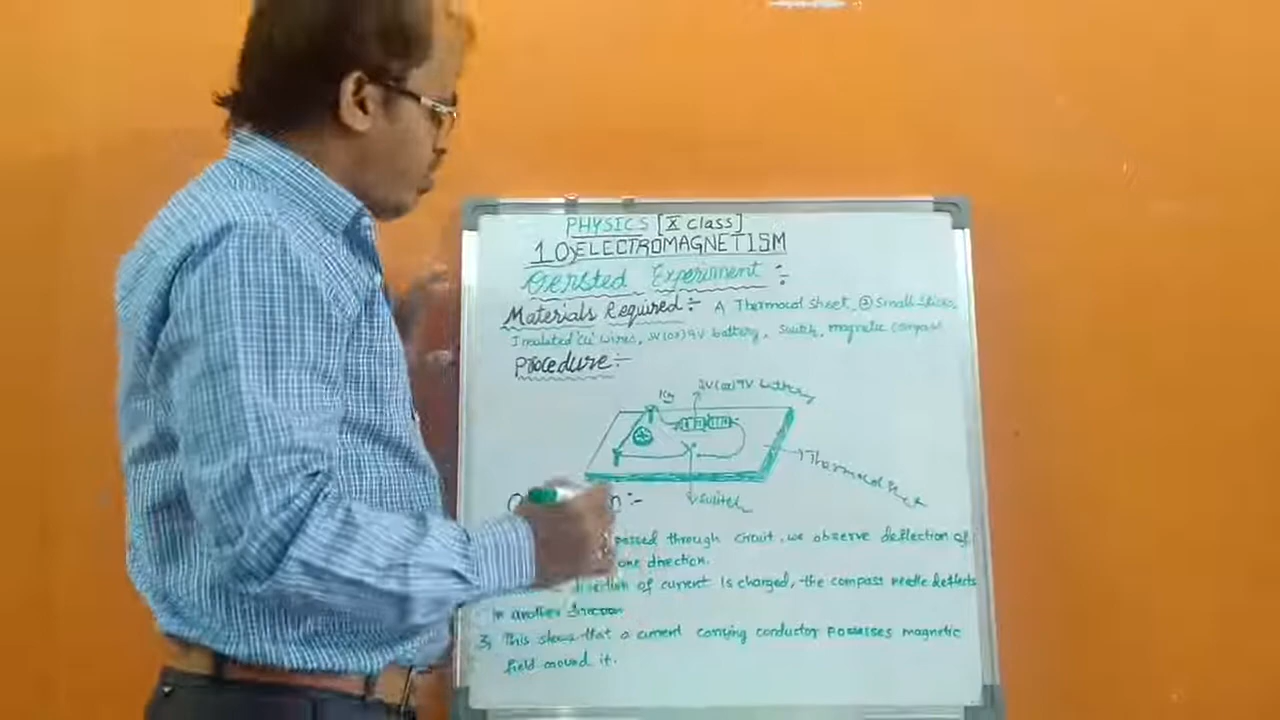 PHYSICS [X class]
10) ELECTROMAGNETISM
Oersted Experiment :-
Materials Required :- A Thermocol Sheet, ② Small Sticks,
Insulated 'Cu' wires, 3V (or) 9V battery, Switch, magnetic compass
Procedure :-
3V (or) 9V battery
Key
Thermocol
Switch
n :-
passed through circuit, we observe deflection of
one direction.
direction of current is charged, the compass needle deflects
in another direction
3, This shows that a current carrying conductor possesses magnetic
field around it.